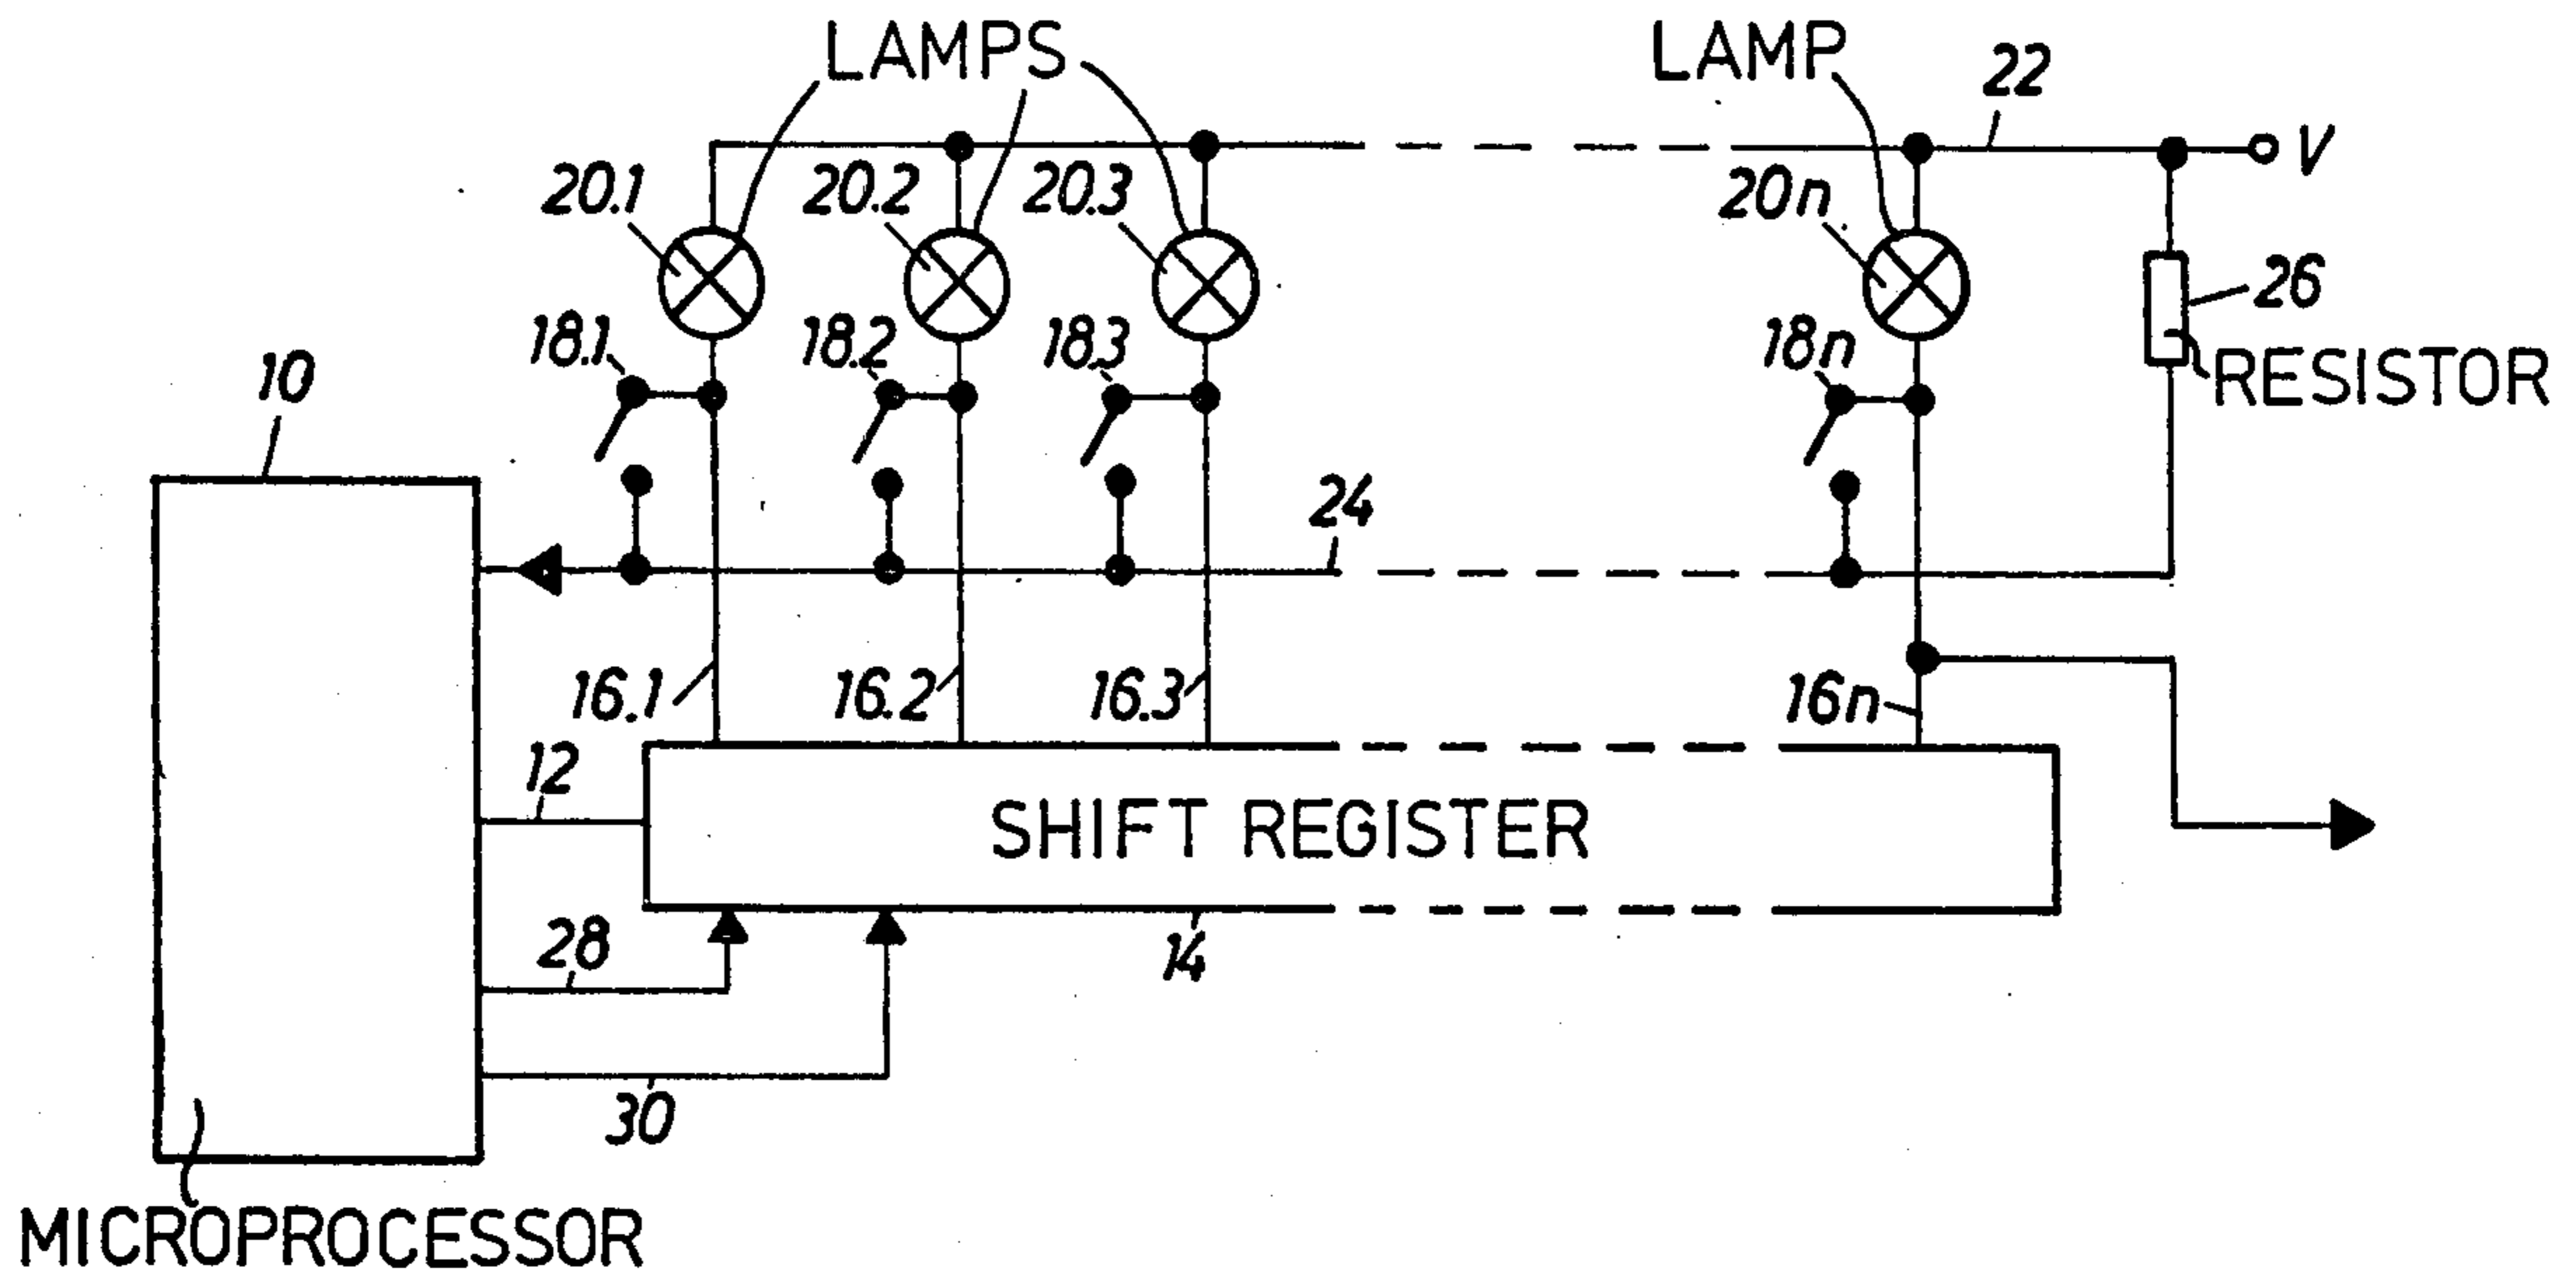 LAMPS LAMP 22
V
20.1 20.2 20.3 20n
26
18.1 18.2 18.3 18n
RESISTOR
10
24
16.1 16.2 16.3 16n
12
SHIFT REGISTER
28 14
30
MICROPROCESSOR